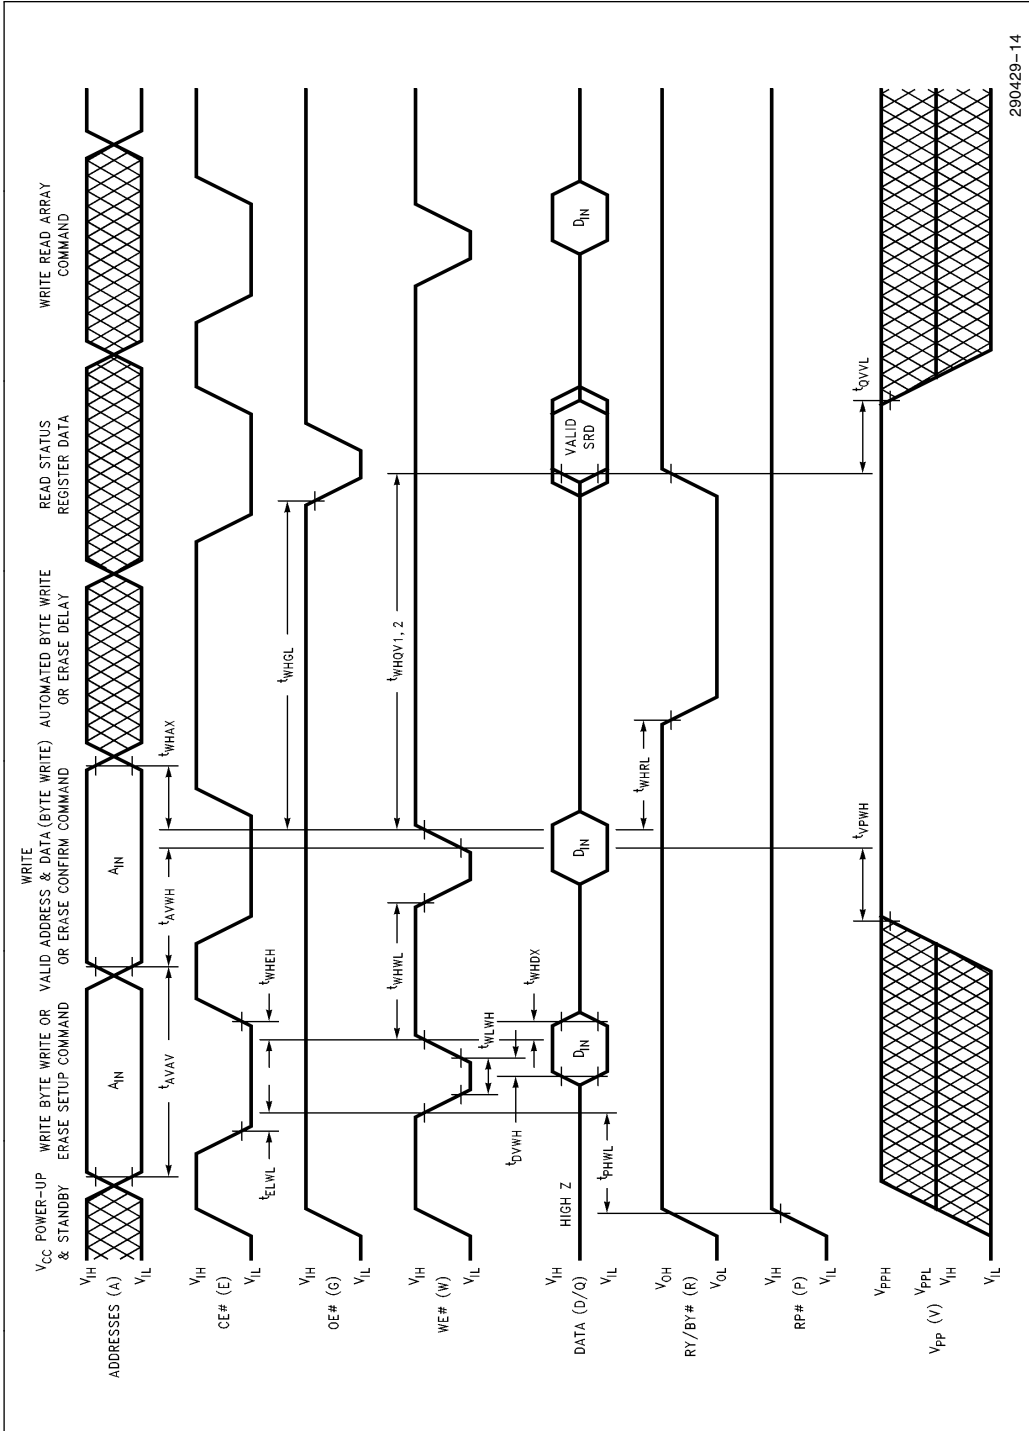 V_CC POWER-UP
& STANDBY
WRITE BYTE WRITE OR
ERASE SETUP COMMAND
WRITE
VALID ADDRESS & DATA (BYTE WRITE)
OR ERASE CONFIRM COMMAND
AUTOMATED BYTE WRITE
OR ERASE DELAY
READ STATUS
REGISTER DATA
WRITE READ ARRAY
COMMAND
ADDRESSES (A)
V_IH
V_IL
A_IN
A_IN
t_AVAV
t_AVWH
t_WHAX
CE# (E)
V_IH
V_IL
t_ELWL
t_WHEH
t_WHGL
OE# (G)
V_IH
V_IL
t_WHWL
t_WHQV1, 2
WE# (W)
V_IH
V_IL
t_WLWH
t_DVWH
t_WHDX
DATA (D/Q)
V_IH
V_IL
HIGH Z
D_IN
D_IN
VALID
SRD
D_IN
t_PHWL
t_WHRL
RY/BY# (R)
V_OH
V_OL
RP# (P)
V_IH
V_IL
t_VPWH
t_QVVL
V_PP (V)
V_PPH
V_PPL
V_IH
V_IL
290429-14